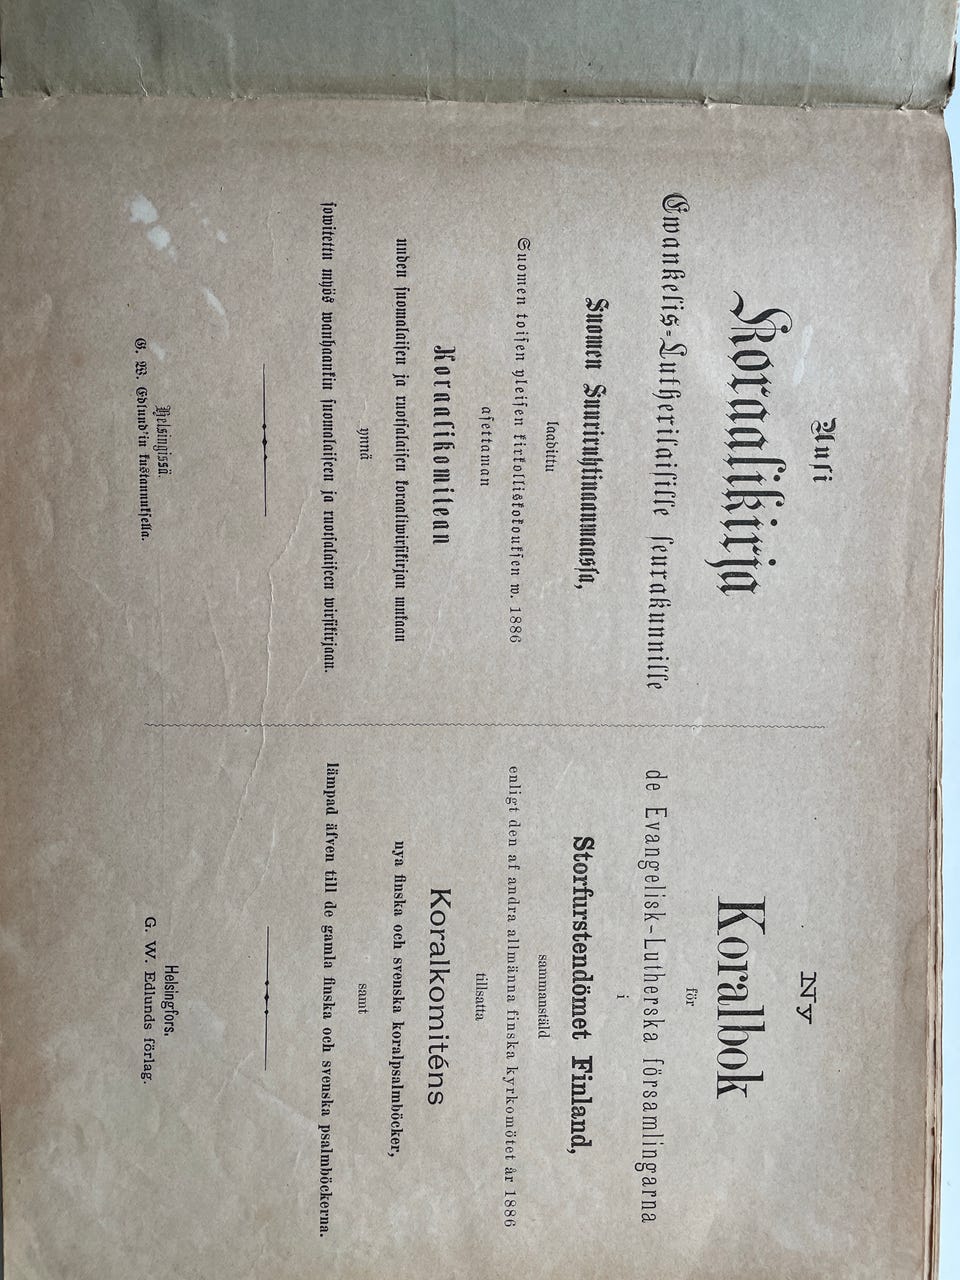 Uusi
Koraalikirja
Ewankelis-Lutherilaisille seurakunnille
Suomen Suuriruhtinaanmaassa,
laadittu
Suomen toisen yleisen kirkolliskokouksen w. 1886
asettaman
Koraalikomitean
uuden suomalaisen ja ruotsalaisen koraaliwirsikirjan mukaan
ynnä
sowitettu myös wanhaankin suomalaiseen ja ruotsalaiseen wirsikirjaan.
Helsingissä.
G. W. Edlund'in kustannuksella.
Ny
Koralbok
för
de Evangelisk-Lutherska församlingarna
i
Storfurstendömet Finland,
sammanstäld
enligt den af andra allmänna finska kyrkomötet år 1886
tillsatta
Koralkomiténs
nya finska och svenska koralpsalmböcker,
samt
lämpad äfven till de gamla finska och svenska psalmböckerna.
Helsingfors,
G. W. Edlunds förlag.